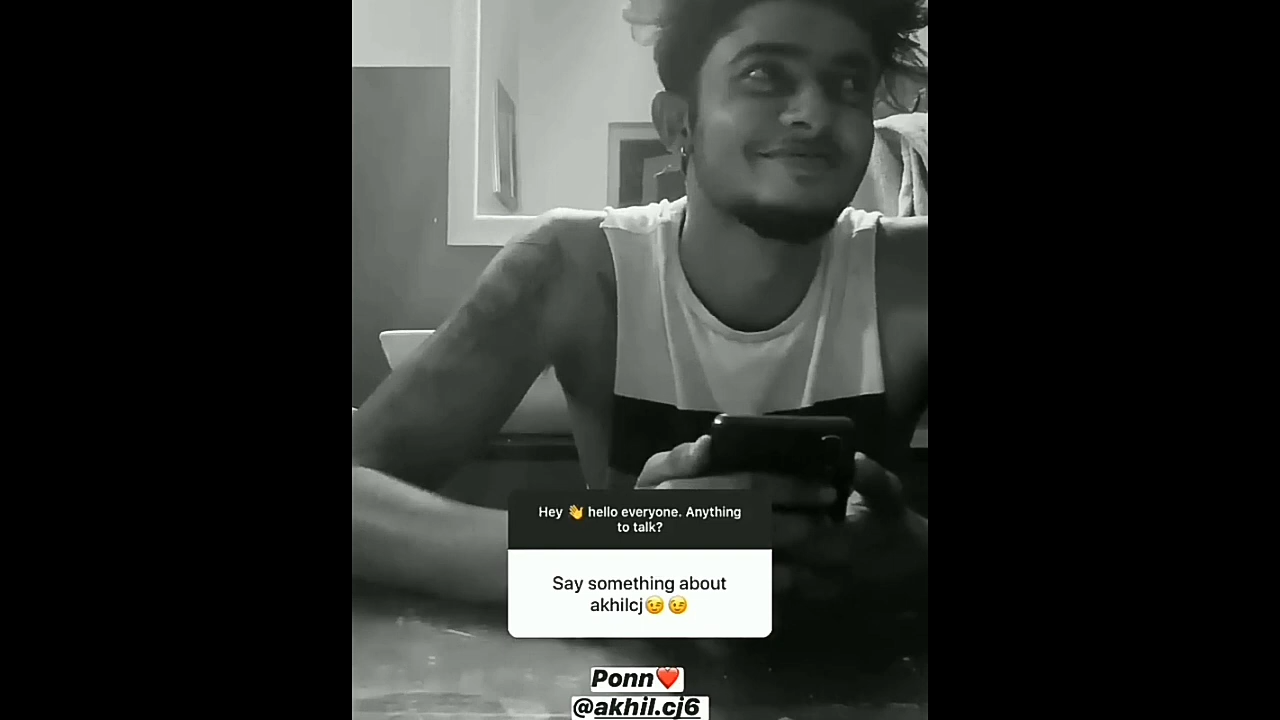 Hey 👋 hello everyone. Anything
to talk?
Say something about
akhilcj😉😉
Ponn❤️
@akhil.cj6